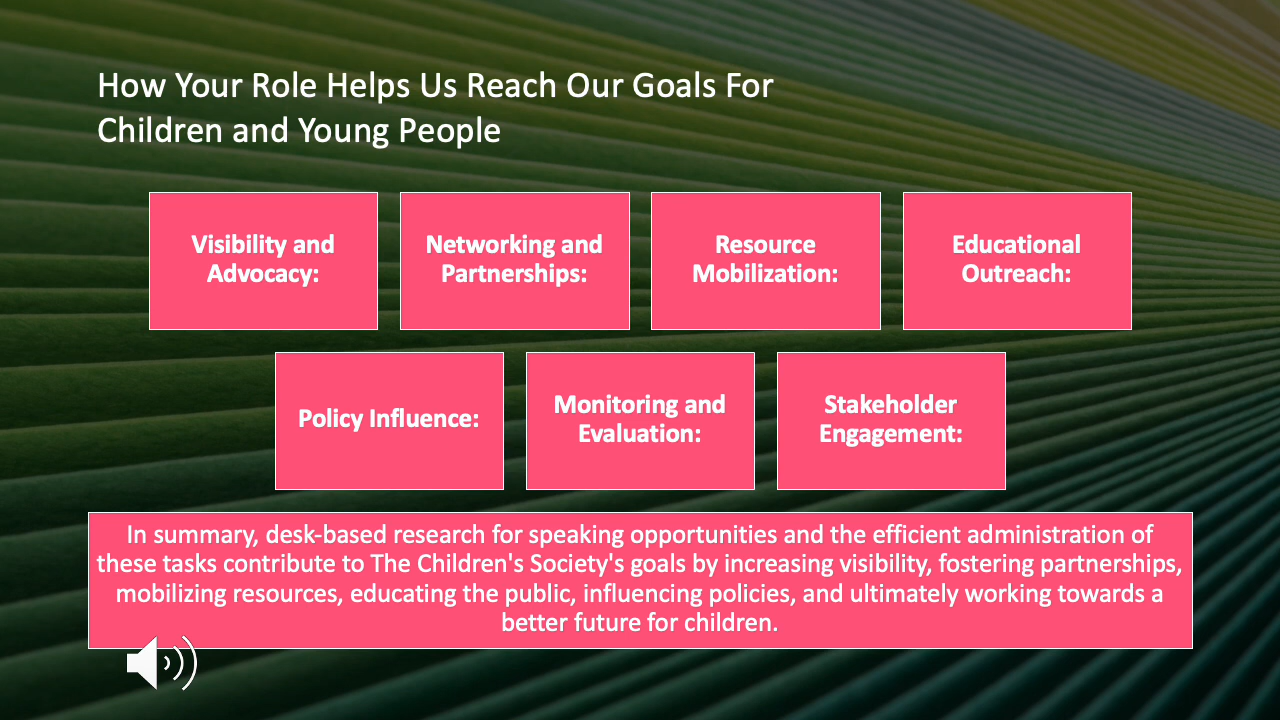 How Your Role Helps Us Reach Our Goals For
Children and Young People
Visibility and
Advocacy:
Networking and
Partnerships:
Resource
Mobilization:
Educational
Outreach:
Policy Influence:
Monitoring and
Evaluation:
Stakeholder
Engagement:
In summary, desk-based research for speaking opportunities and the efficient administration of
these tasks contribute to The Children's Society's goals by increasing visibility, fostering partnerships,
mobilizing resources, educating the public, influencing policies, and ultimately working towards a
better future for children.